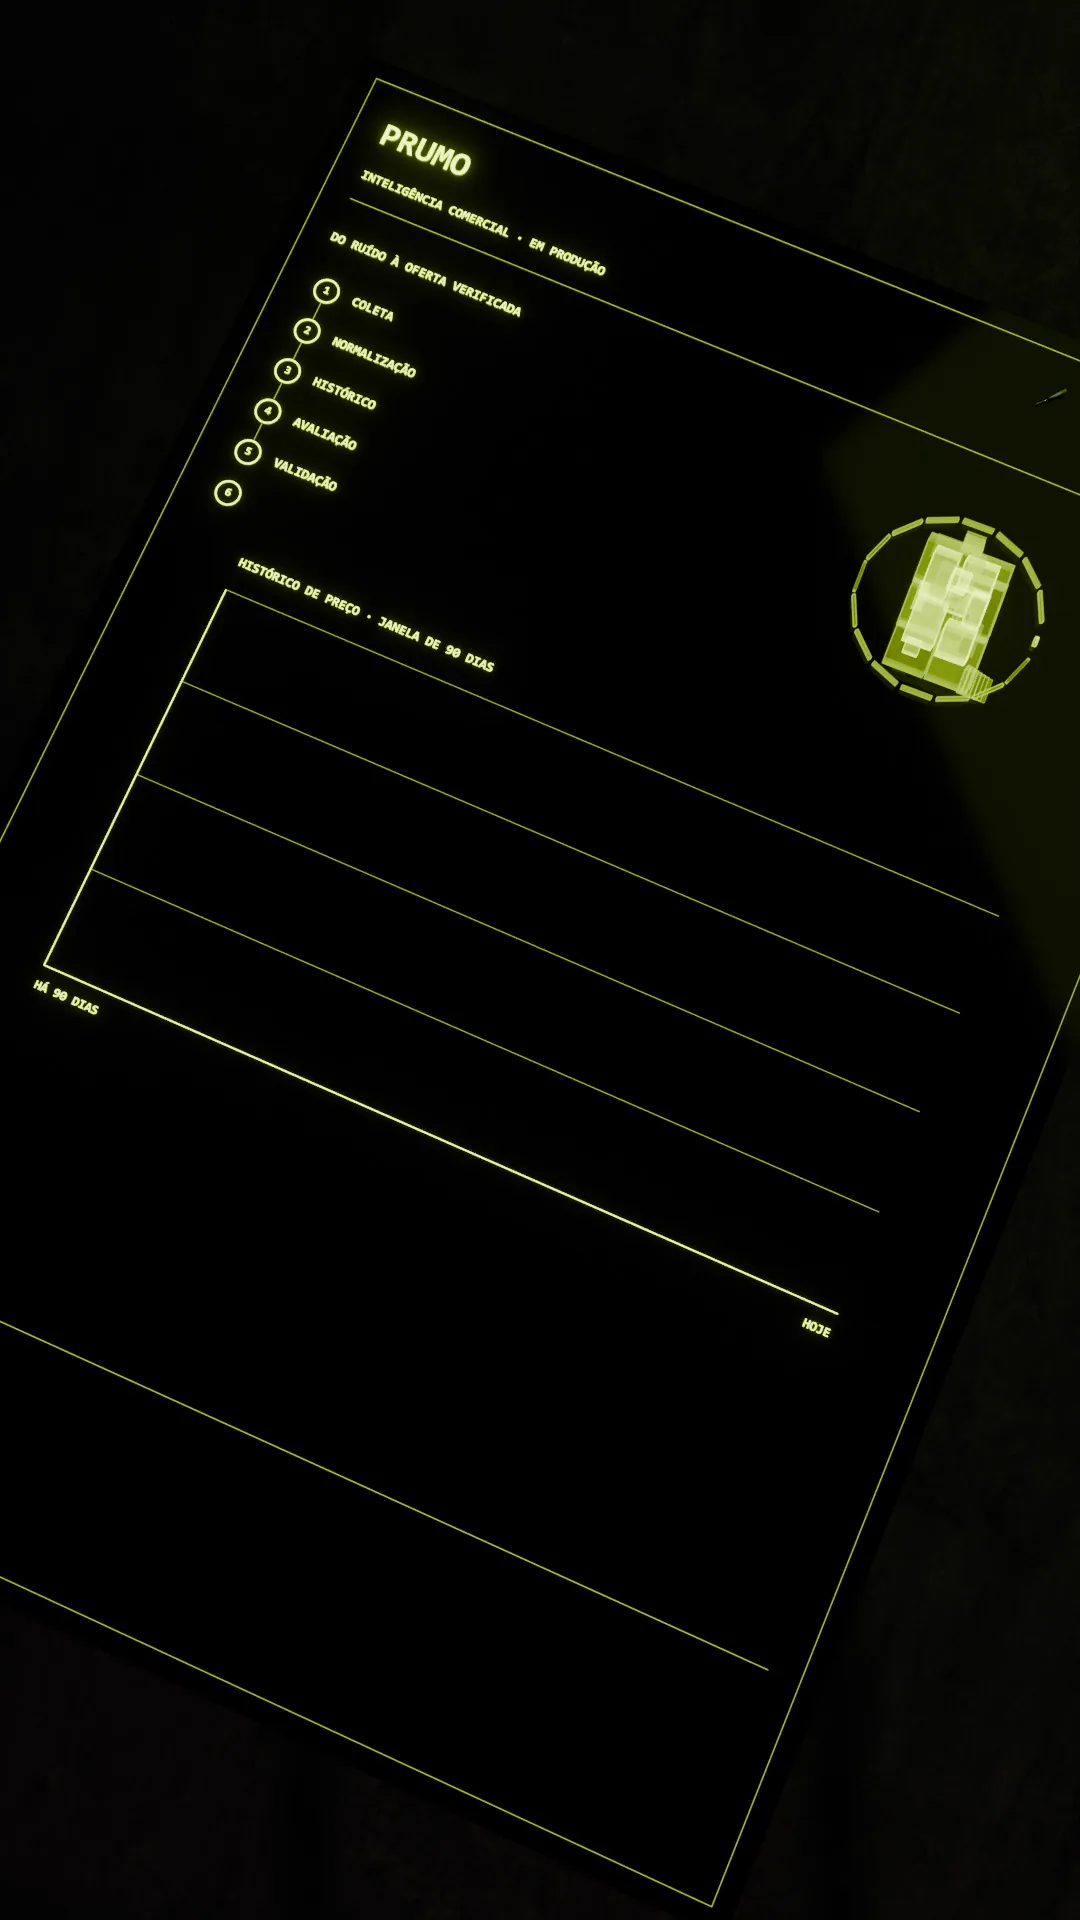 PRUMO
INTELIGÊNCIA COMERCIAL · EM PRODUÇÃO
DO RUÍDO À OFERTA VERIFICADA
1 COLETA
2 NORMALIZAÇÃO
3 HISTÓRICO
4 AVALIAÇÃO
5 VALIDAÇÃO
6
HISTÓRICO DE PREÇO · JANELA DE 90 DIAS
HÁ 90 DIAS
HOJE